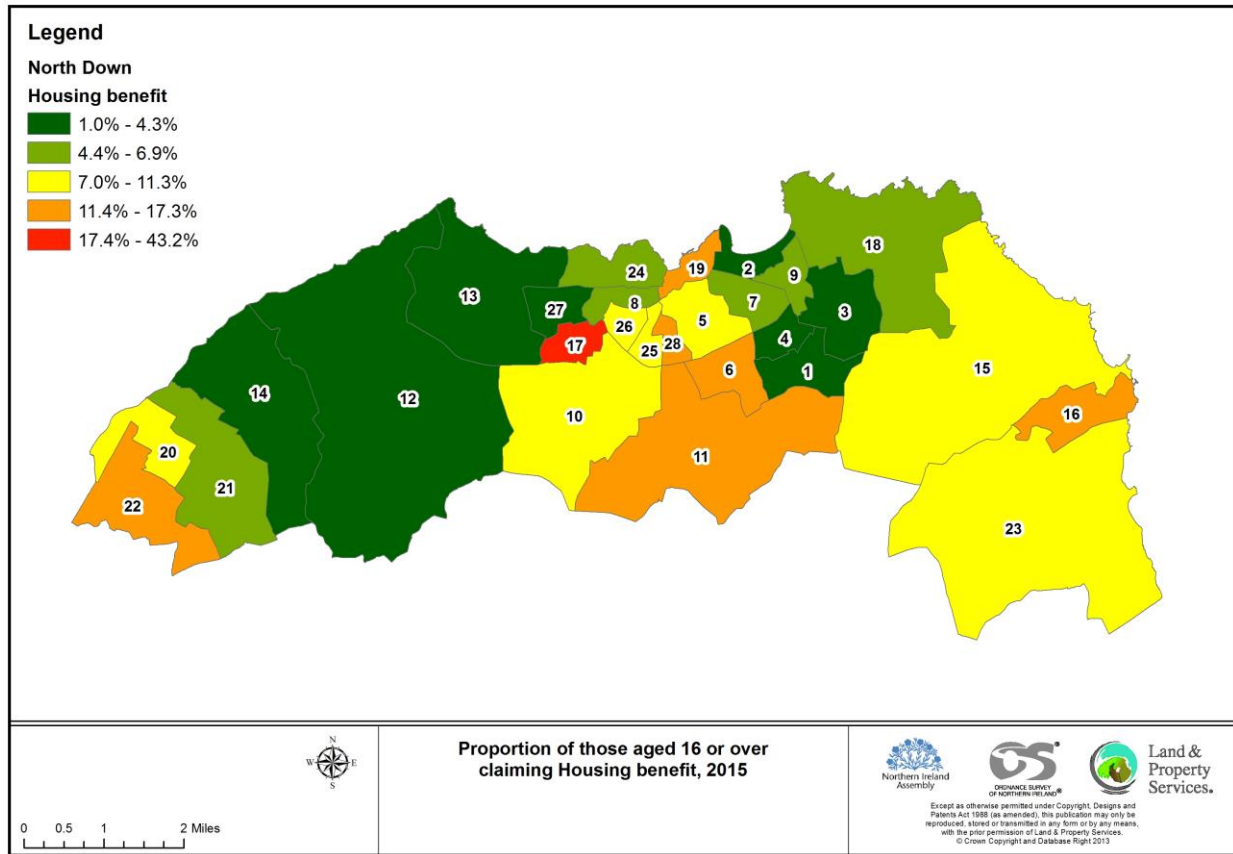 Legend
North Down
Housing benefit
1.0% - 4.3%
4.4% - 6.9%
7.0% - 11.3%
11.4% - 17.3%
17.4% - 43.2%
18
24
19
2
9
13
27
8
7
3
26
5
17
25
28
4
6
1
15
14
12
10
16
20
11
21
22
23
N
W
E
S
0 0.5 1 2 Miles
Proportion of those aged 16 or over
claiming Housing benefit, 2015
Northern Ireland
Assembly
OS
ORDNANCE SURVEY
OF NORTHERN IRELAND®
Land &
Property
Services.
Except as otherwise permitted under Copyright, Designs and
Patents Act 1988 (as amended), this publication may only be
reproduced, stored or transmitted in any form or by any means,
with the prior permission of Land & Property Services.
© Crown Copyright and Database Right 2013